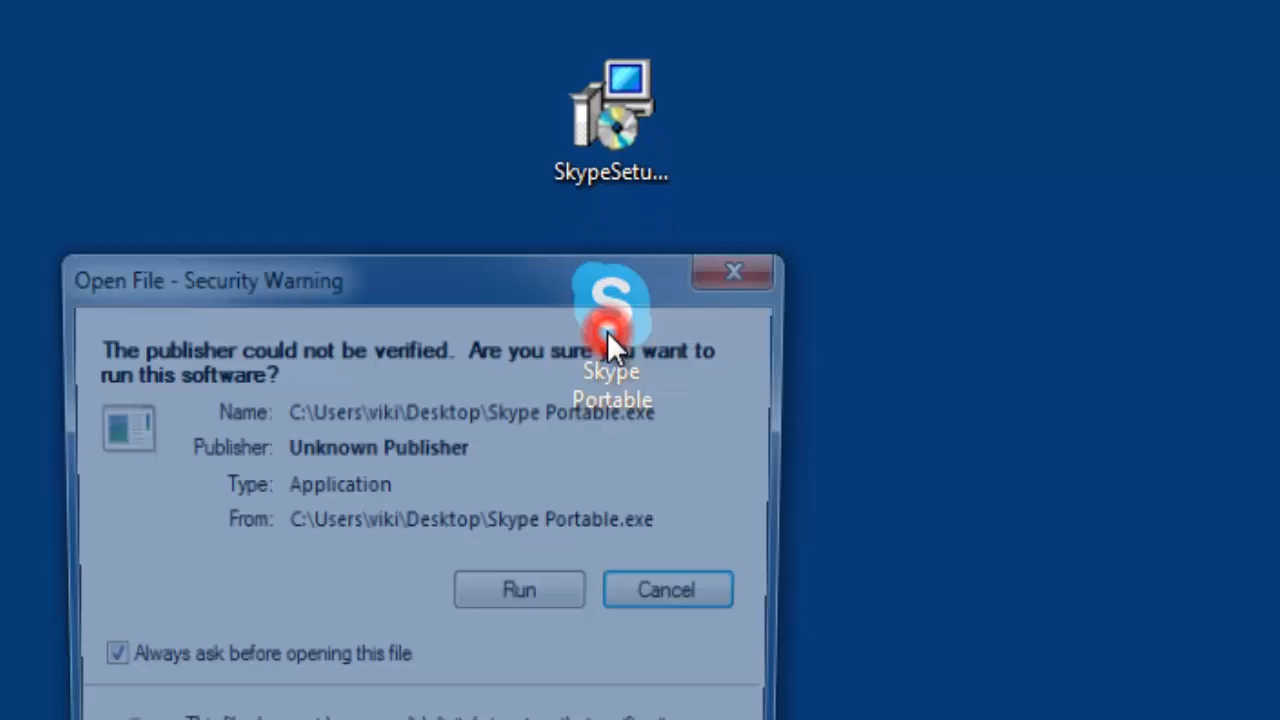 SkypeSetu...
Open File - Security Warning
S
The publisher could not be verified. Are you sure you want to
run this software?
Skype
Portable
Name: C:\Users\viki\Desktop\Skype Portable.exe
Publisher: Unknown Publisher
Type: Application
From: C:\Users\viki\Desktop\Skype Portable.exe
Run Cancel
Always ask before opening this file